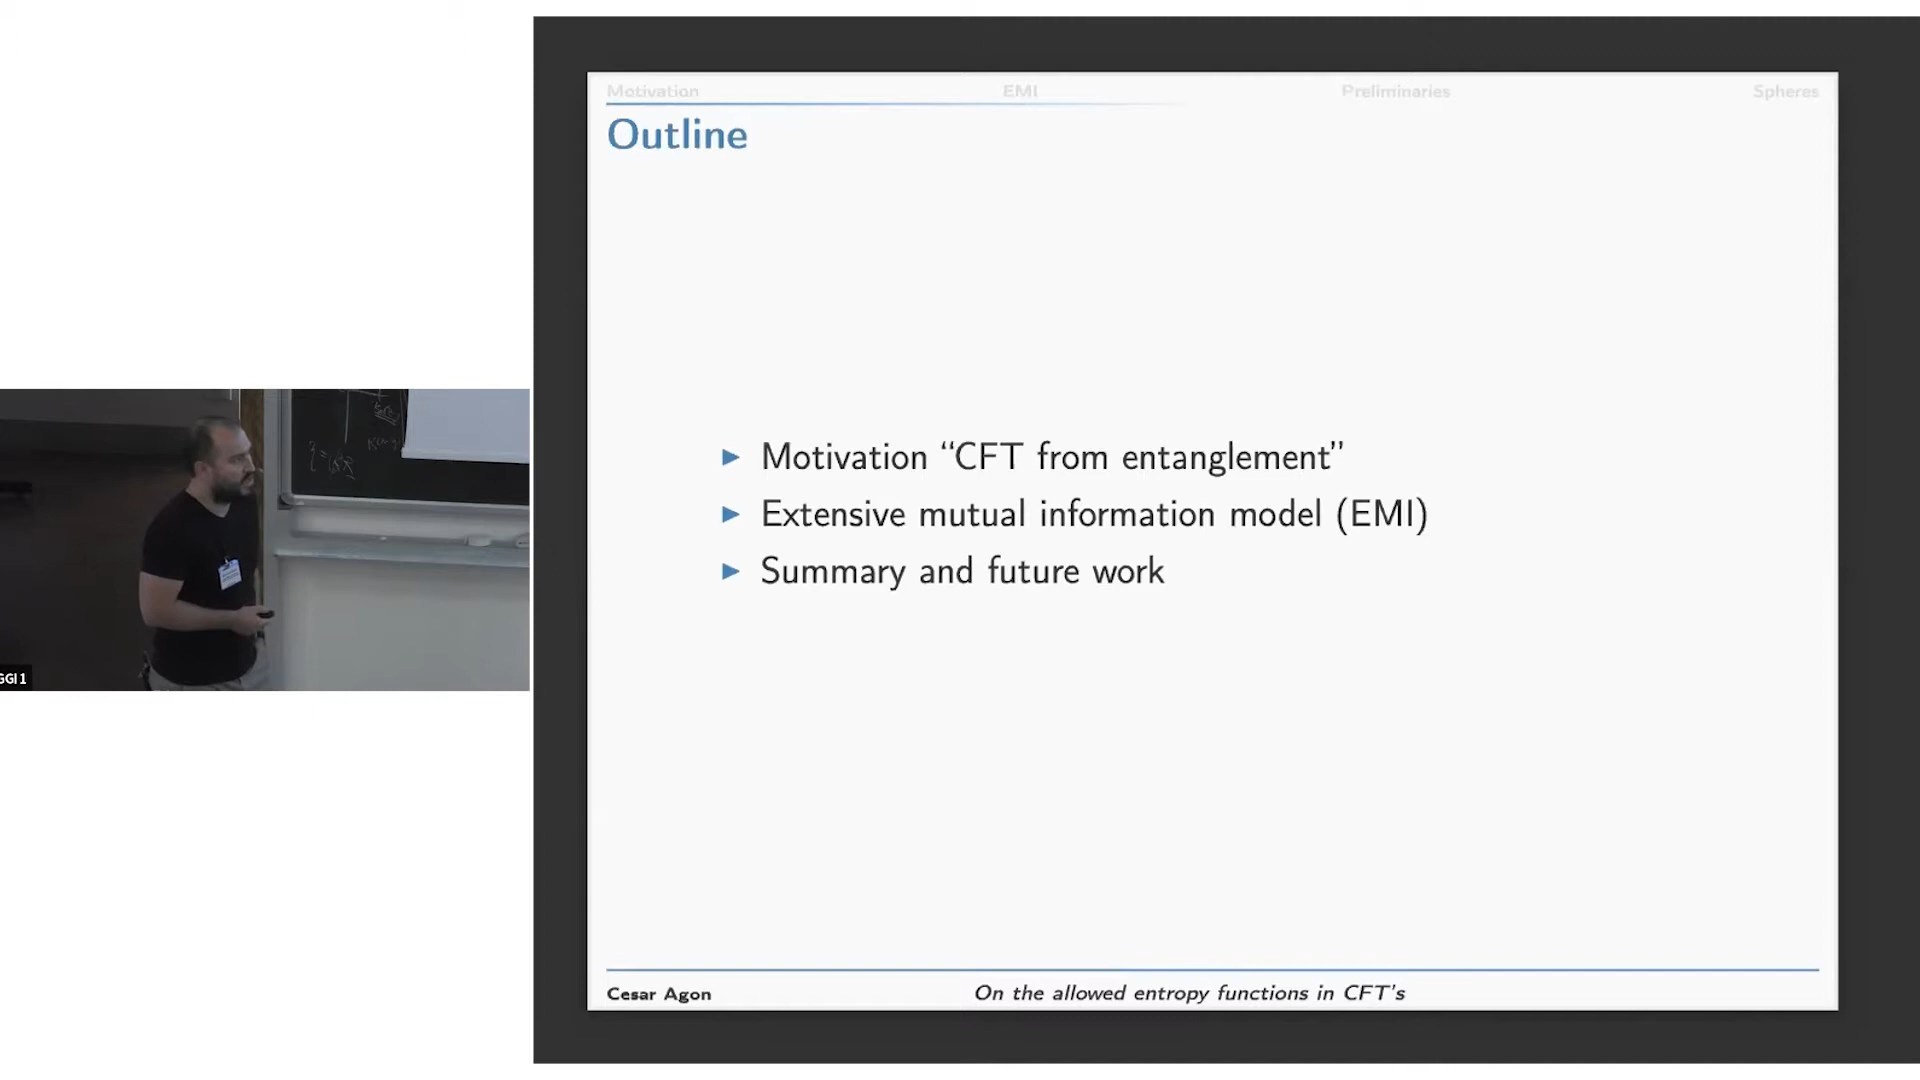 Motivation EMI Preliminaries Spheres
Outline
▶ Motivation “CFT from entanglement”
▶ Extensive mutual information model (EMI)
▶ Summary and future work
Cesar Agon On the allowed entropy functions in CFT's
GGI 1